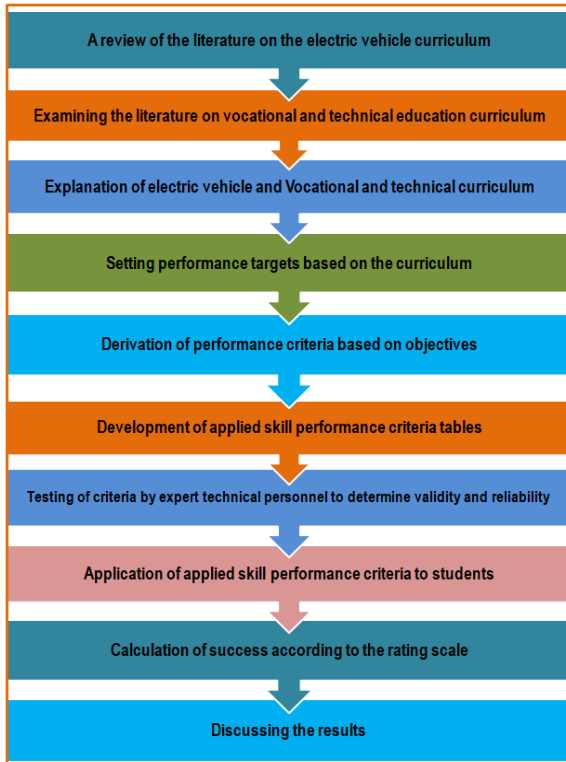 A review of the literature on the electric vehicle curriculum
Examining the literature on vocational and technical education curriculum
Explanation of electric vehicle and Vocational and technical curriculum
Setting performance targets based on the curriculum
Derivation of performance criteria based on objectives
Development of applied skill performance criteria tables
Testing of criteria by expert technical personnel to determine validity and reliability
Application of applied skill performance criteria to students
Calculation of success according to the rating scale
Discussing the results